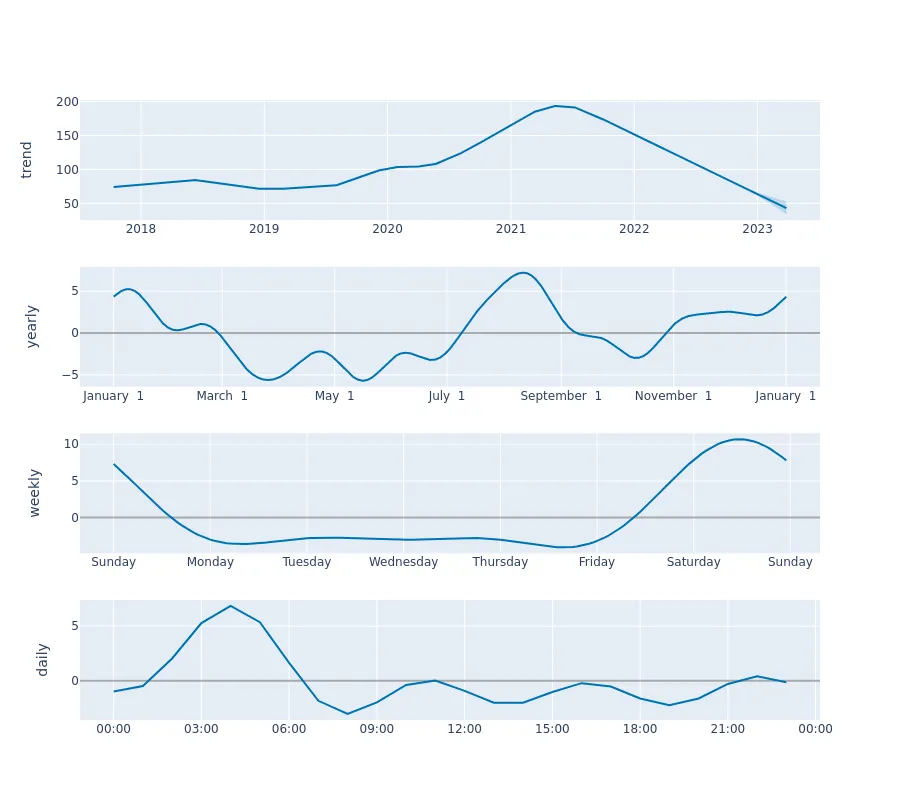 trend
200
150
100
50
2018 2019 2020 2021 2022 2023
yearly
5
0
−5
January 1 March 1 May 1 July 1 September 1 November 1 January 1
weekly
10
5
0
Sunday Monday Tuesday Wednesday Thursday Friday Saturday Sunday
daily
5
0
00:00 03:00 06:00 09:00 12:00 15:00 18:00 21:00 00:00